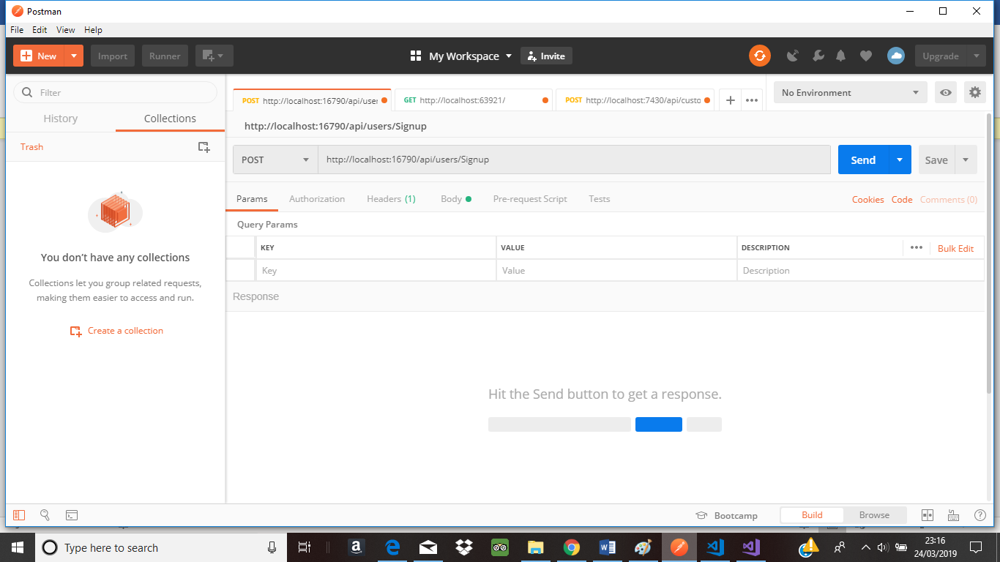 Postman
File Edit View Help
New Import Runner My Workspace Invite Upgrade
Filter
History Collections
Trash
You don't have any collections
Collections let you group related requests,
making them easier to access and run.
Create a collection
POST http://localhost:16790/api/user GET http://localhost:63921/ POST http://localhost:7430/api/custo No Environment
http://localhost:16790/api/users/Signup
POST http://localhost:16790/api/users/Signup Send Save
Params Authorization Headers (1) Body Pre-request Script Tests Cookies Code Comments (0)
Query Params
KEY VALUE DESCRIPTION Bulk Edit
Key Value Description
Response
Hit the Send button to get a response.
Bootcamp Build Browse
Type here to search
23:16
24/03/2019